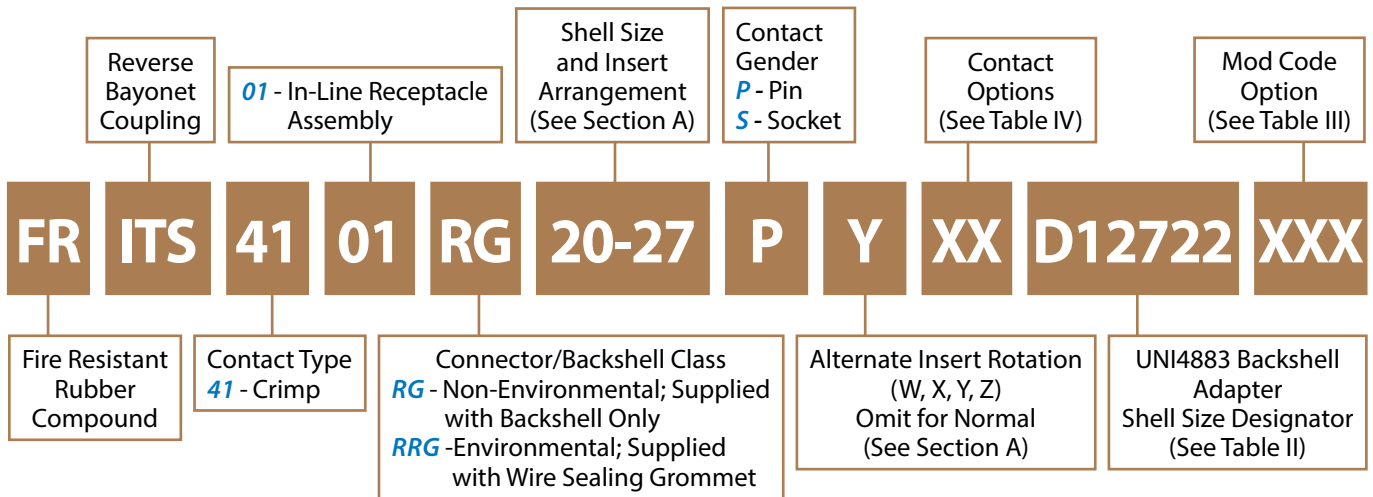 Reverse
Bayonet
Coupling
01 - In-Line Receptacle
Assembly
Shell Size
and Insert
Arrangement
(See Section A)
Contact
Gender
P - Pin
S - Socket
Contact
Options
(See Table IV)
Mod Code
Option
(See Table III)
FR ITS 41 01 RG 20-27 P Y XX D12722 XXX
Fire Resistant
Rubber
Compound
Contact Type
41 - Crimp
Connector/Backshell Class
RG - Non-Environmental; Supplied
with Backshell Only
RRG -Environmental; Supplied
with Wire Sealing Grommet
Alternate Insert Rotation
(W, X, Y, Z)
Omit for Normal
(See Section A)
UNI4883 Backshell
Adapter
Shell Size Designator
(See Table II)